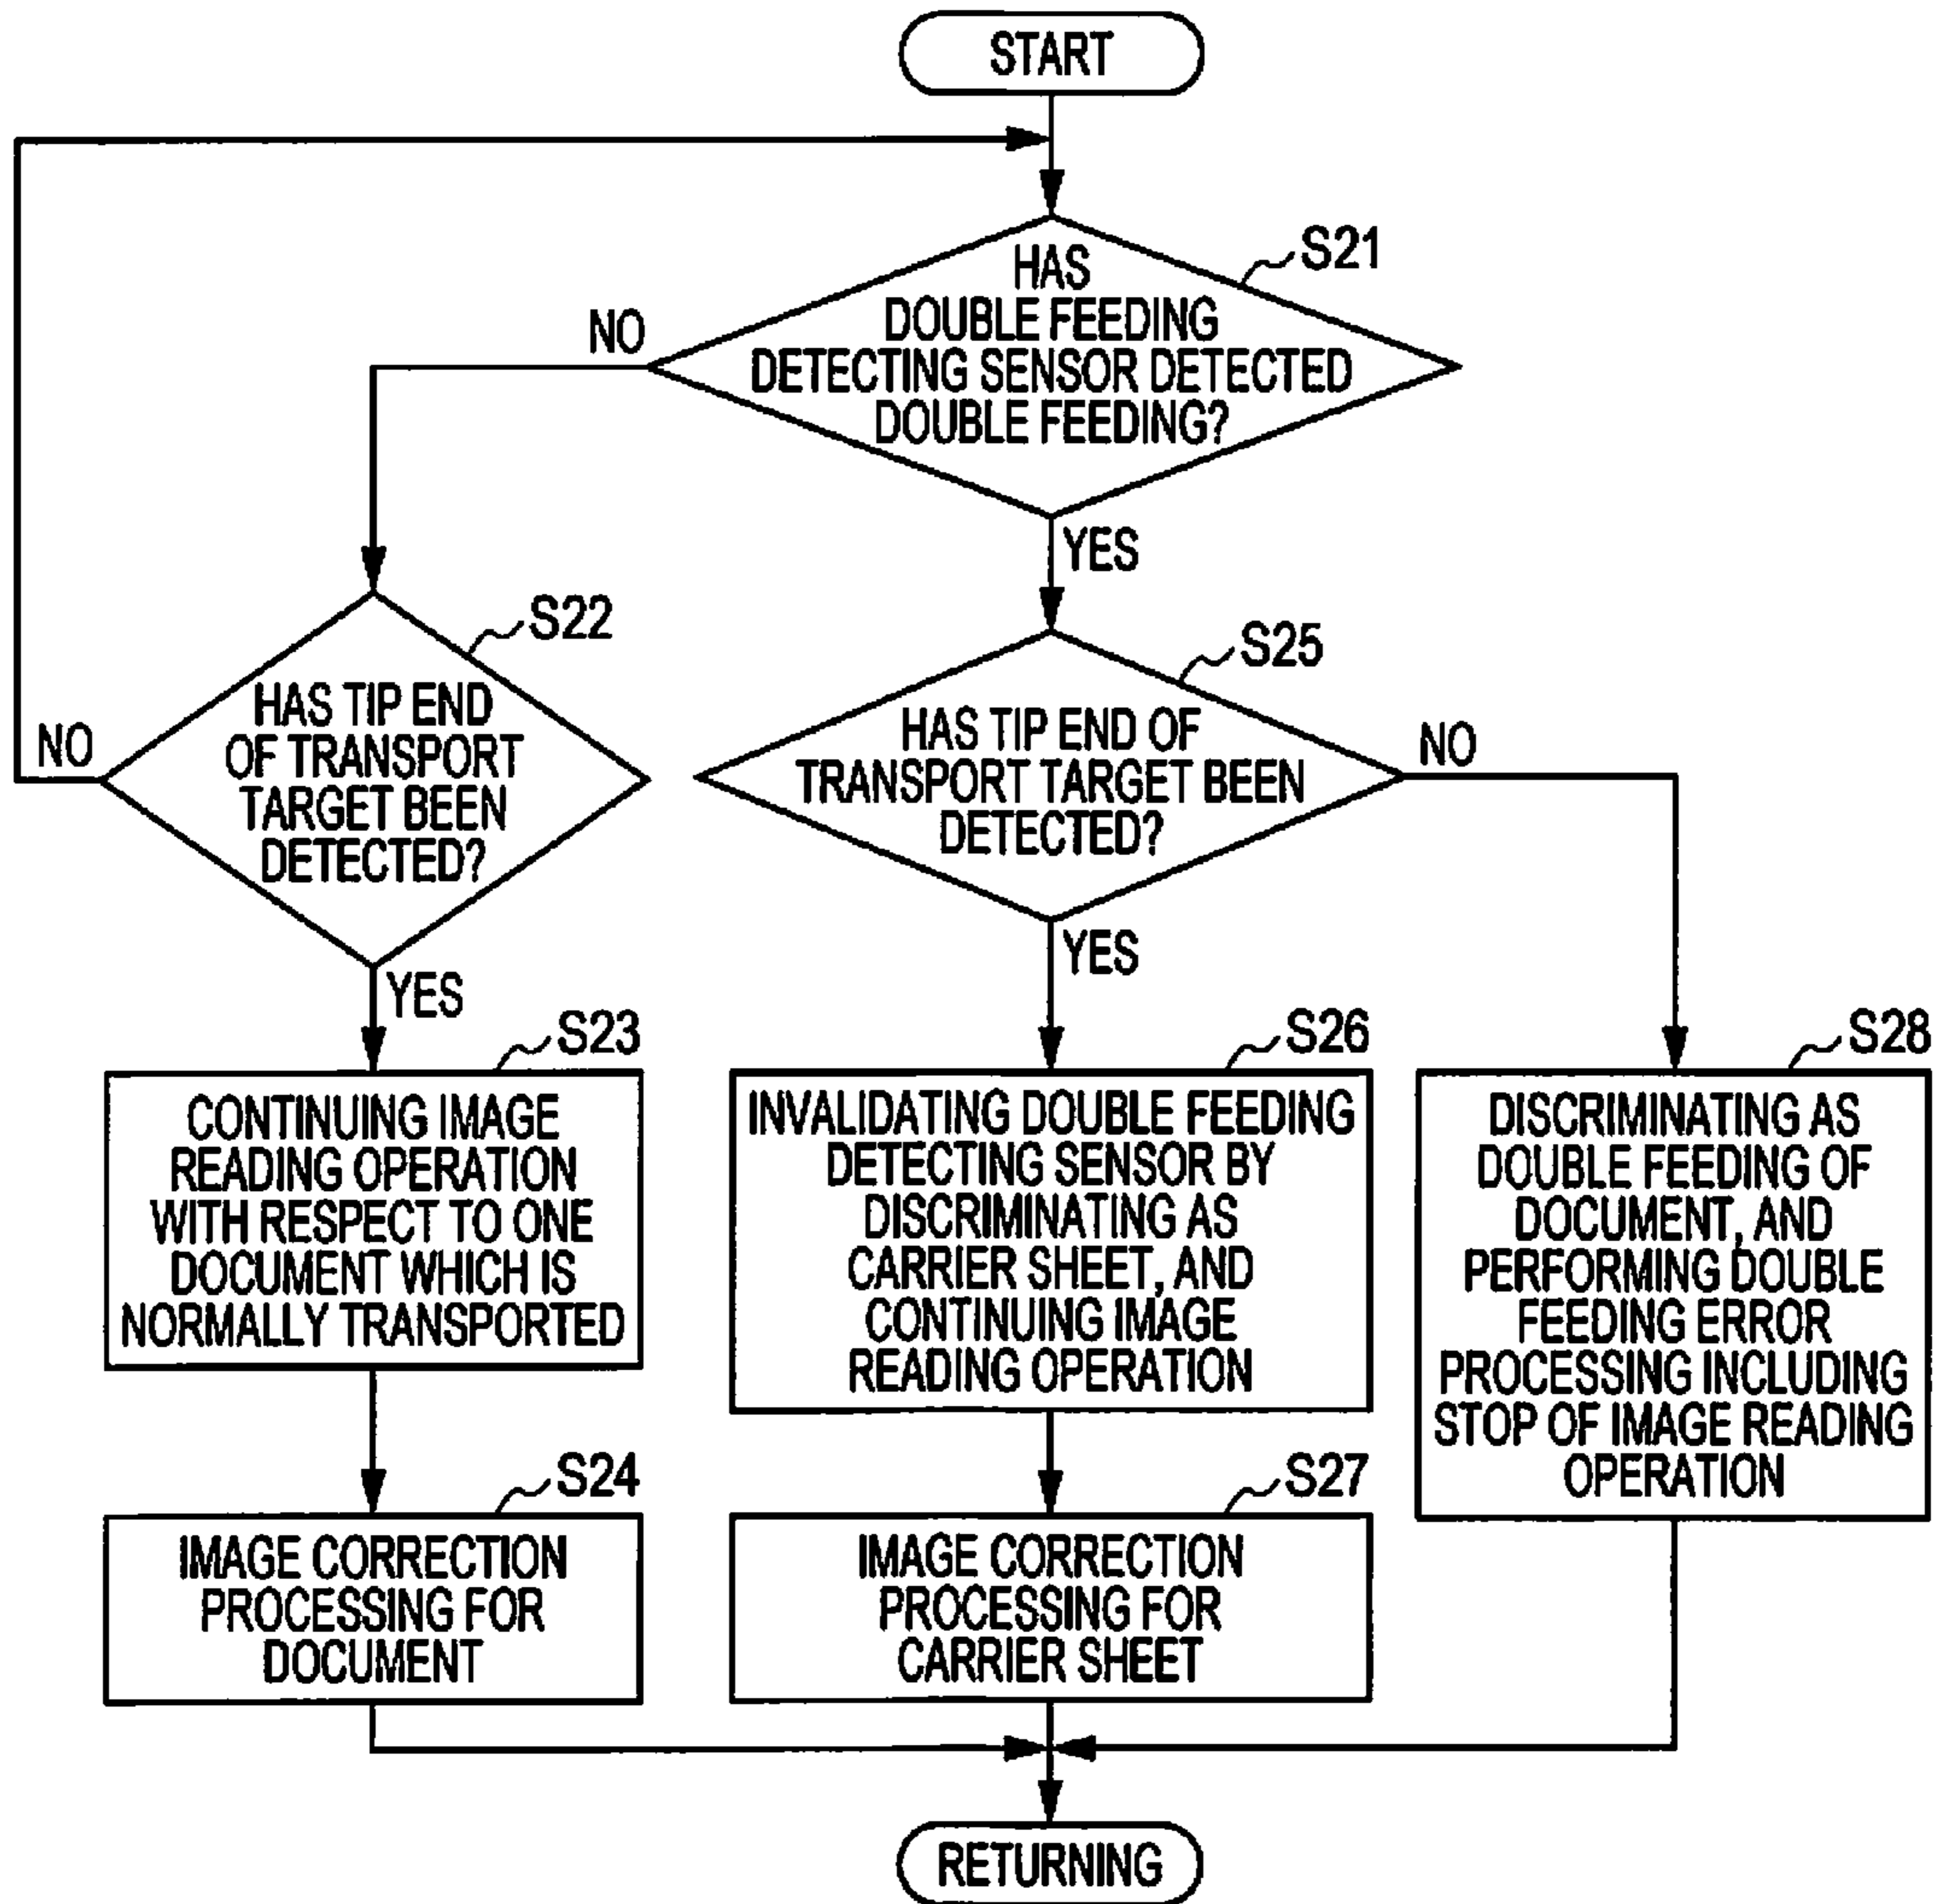 START
S21
HAS
DOUBLE FEEDING
DETECTING SENSOR DETECTED
DOUBLE FEEDING?
NO
YES
S22
HAS TIP END
OF TRANSPORT
TARGET BEEN
DETECTED?
NO
YES
S25
HAS TIP END OF
TRANSPORT TARGET BEEN
DETECTED?
NO
YES
S23
CONTINUING IMAGE
READING OPERATION
WITH RESPECT TO ONE
DOCUMENT WHICH IS
NORMALLY TRANSPORTED
S26
INVALIDATING DOUBLE FEEDING
DETECTING SENSOR BY
DISCRIMINATING AS
CARRIER SHEET, AND
CONTINUING IMAGE
READING OPERATION
S28
DISCRIMINATING AS
DOUBLE FEEDING OF
DOCUMENT, AND
PERFORMING DOUBLE
FEEDING ERROR
PROCESSING INCLUDING
STOP OF IMAGE READING
OPERATION
S24
IMAGE CORRECTION
PROCESSING FOR
DOCUMENT
S27
IMAGE CORRECTION
PROCESSING FOR
CARRIER SHEET
RETURNING